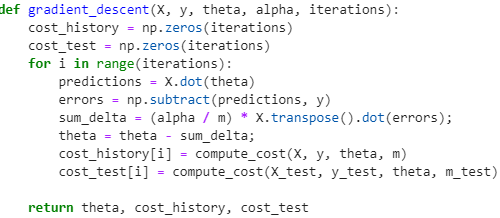 def gradient_descent(X, y, theta, alpha, iterations):
    cost_history = np.zeros(iterations)
    cost_test = np.zeros(iterations)
    for i in range(iterations):
        predictions = X.dot(theta)
        errors = np.subtract(predictions, y)
        sum_delta = (alpha / m) * X.transpose().dot(errors);
        theta = theta - sum_delta;
        cost_history[i] = compute_cost(X, y, theta, m)
        cost_test[i] = compute_cost(X_test, y_test, theta, m_test)
    return theta, cost_history, cost_test